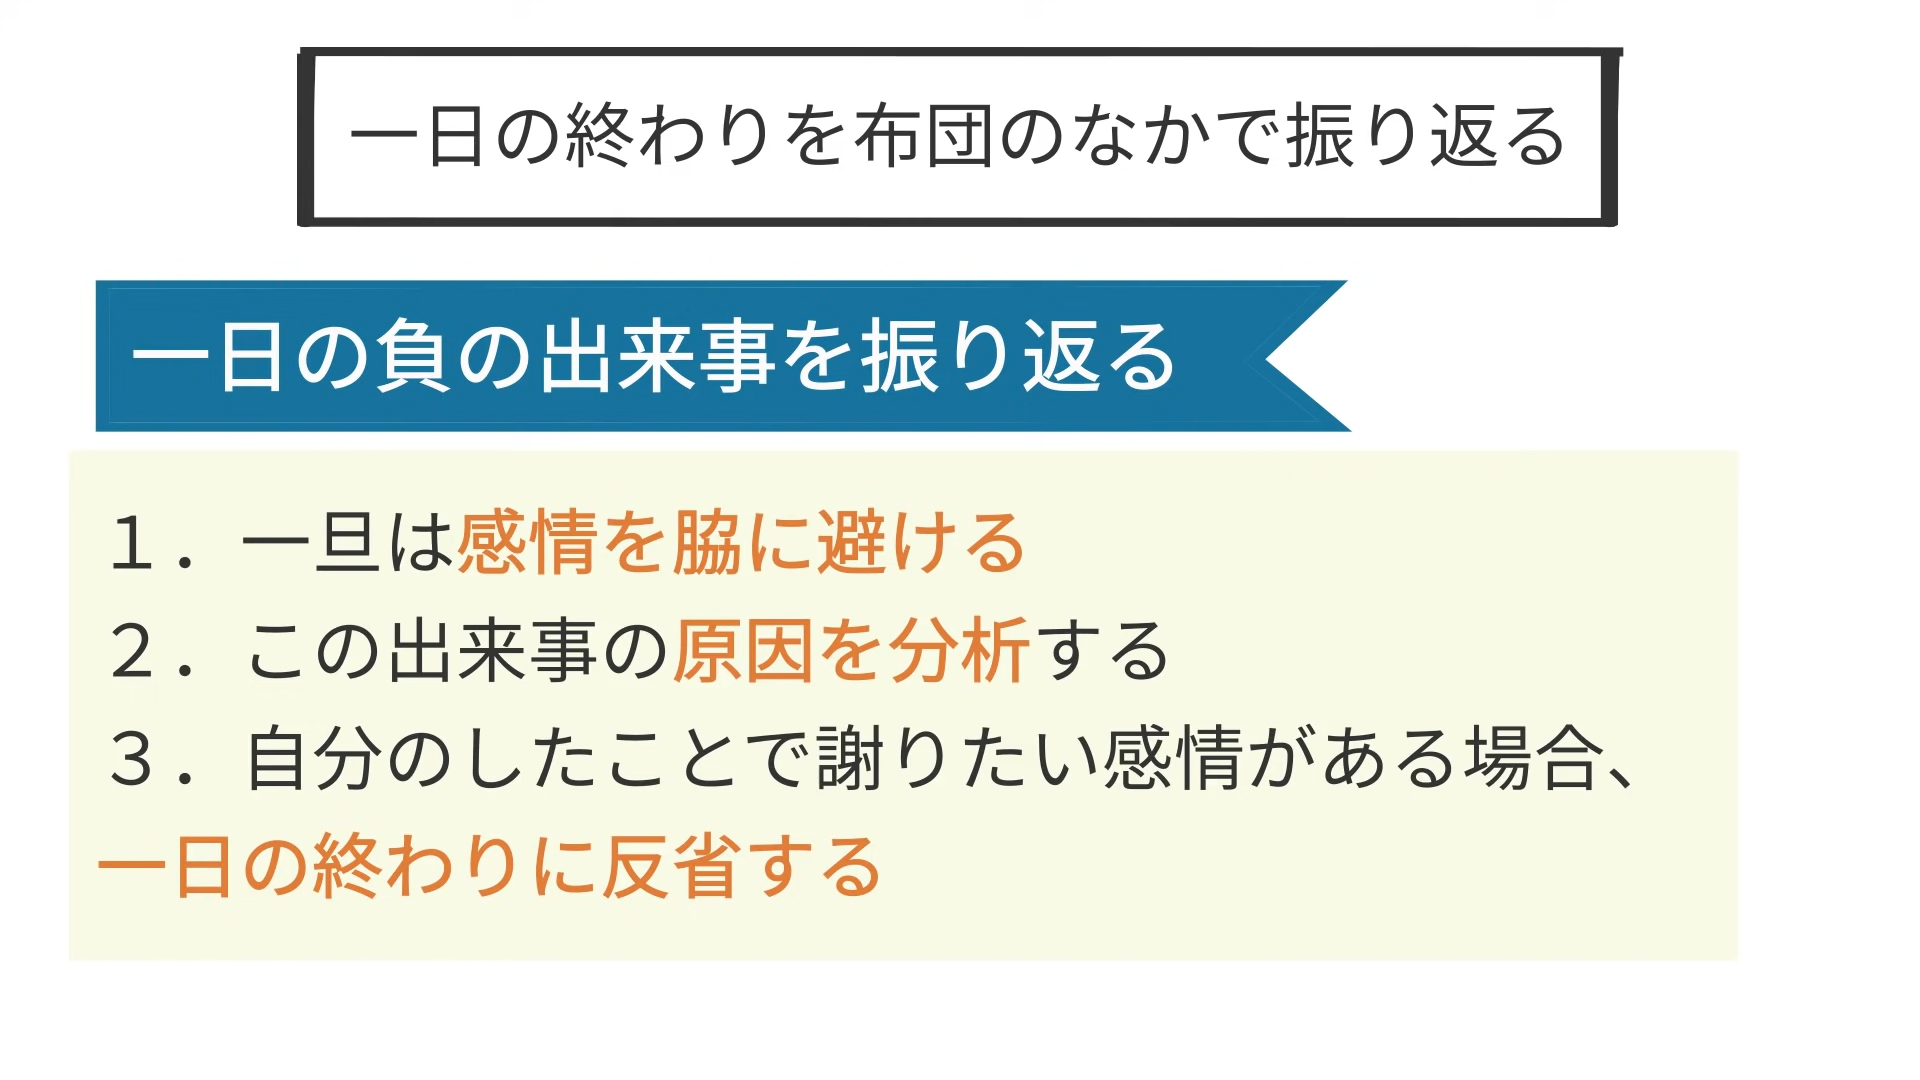 一日の終わりを布団のなかで振り返る
一日の負の出来事を振り返る
１．一旦は感情を脇に避ける
２．この出来事の原因を分析する
３．自分のしたことで謝りたい感情がある場合、
一日の終わりに反省する